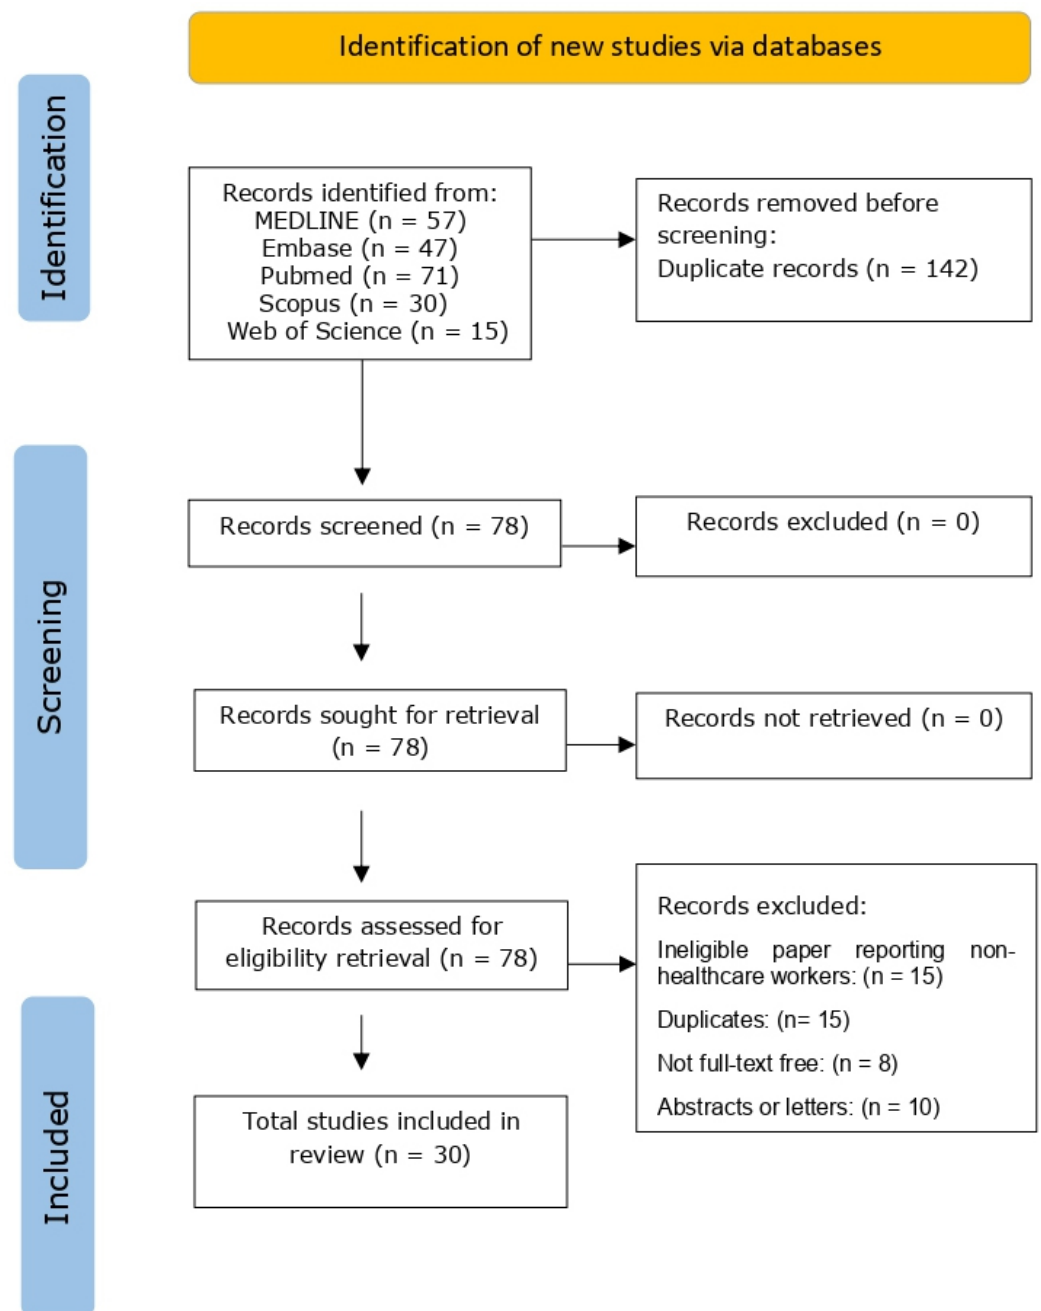 Identification of new studies via databases
Identification
Records identified from:
MEDLINE (n = 57)
Embase (n = 47)
Pubmed (n = 71)
Scopus (n = 30)
Web of Science (n = 15)
Records removed before
screening:
Duplicate records (n = 142)
Screening
Records screened (n = 78)
Records excluded (n = 0)
Records sought for retrieval
(n = 78)
Records not retrieved (n = 0)
Records assessed for
eligibility retrieval (n = 78)
Records excluded:
Ineligible paper reporting non-
healthcare workers: (n = 15)
Duplicates: (n= 15)
Not full-text free: (n = 8)
Abstracts or letters: (n = 10)
Included
Total studies included in
review (n = 30)